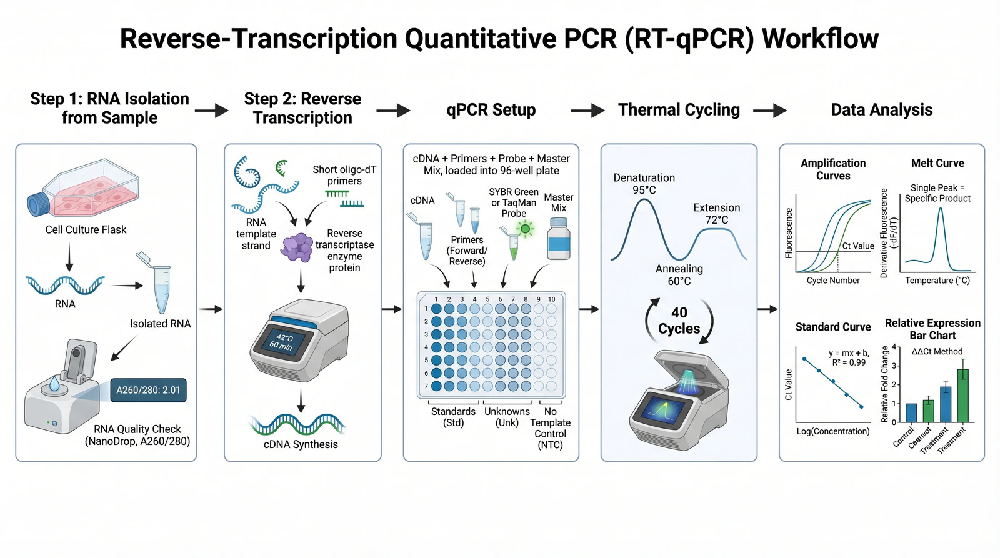 Reverse-Transcription Quantitative PCR (RT-qPCR) Workflow
Step 1: RNA Isolation
from Sample
Cell Culture Flask
RNA
Isolated RNA
A260/280: 2.01
RNA Quality Check
(NanoDrop, A260/280)
Step 2: Reverse
Transcription
Short oligo-dT
primers
RNA
template
strand
Reverse
transcriptase
enzyme
protein
42°C
60 min
cDNA Synthesis
qPCR Setup
cDNA + Primers + Probe + Master
Mix, loaded into 96-well plate
cDNA
Primers
(Forward/
Reverse)
SYBR Green
or TaqMan
Probe
Master
Mix
1 2 3 4 5 6 7 8 9 10
1
2
3
4
5
6
7
Standards
(Std)
Unknowns
(Unk)
No
Template
Control
(NTC)
Thermal Cycling
Denaturation
95°C
Extension
72°C
Annealing
60°C
40
Cycles
Data Analysis
Amplification
Curves
Fluorescence
Ct Value
Cycle Number
Melt Curve
Single Peak =
Specific Product
Derivative Fluorescence
(-dF/dT)
Temperature (°C)
Standard Curve
y = mx + b,
R² = 0.99
Ct Value
Log(Concentration)
Relative Expression
Bar Chart
ΔΔCt Method
Relative Fold Change
4
3
2
1
0
Control
Treatment
Treatment